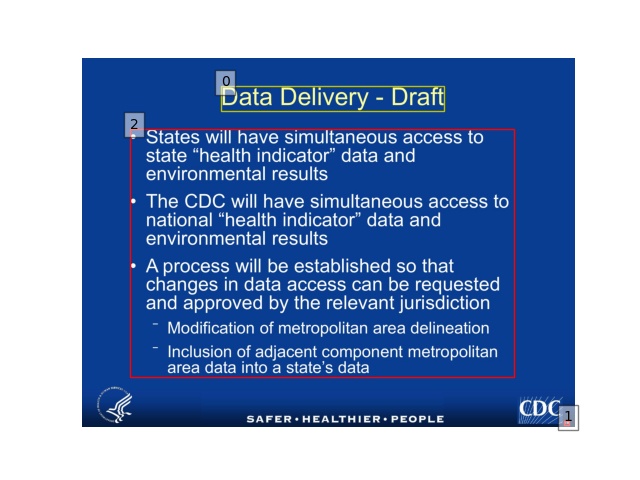 0
Data Delivery - Draft
2
• States will have simultaneous access to
state “health indicator” data and
environmental results
• The CDC will have simultaneous access to
national “health indicator” data and
environmental results
• A process will be established so that
changes in data access can be requested
and approved by the relevant jurisdiction
– Modification of metropolitan area delineation
– Inclusion of adjacent component metropolitan
area data into a state’s data
SAFER • HEALTHIER • PEOPLE
CDC
1